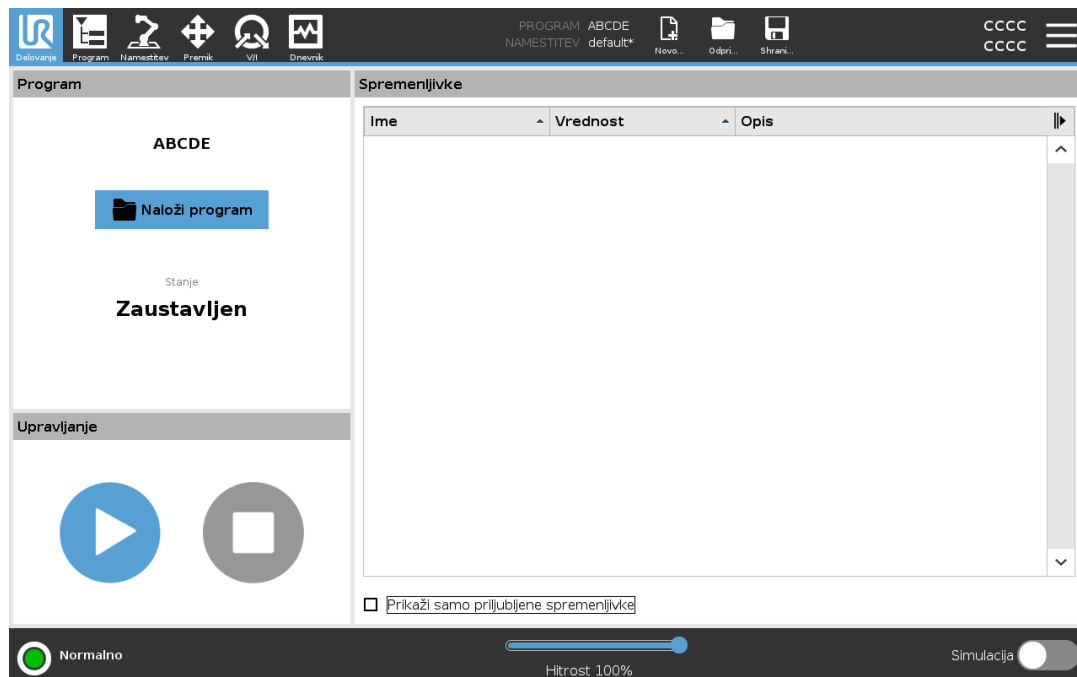 PROGRAM ABCDE
NAMESTITEV default*
CCCC
CCCC
Delovanje Program Namestitev Premik V/I Dnevnik Novo... Odpri... Shrani...
Program
Spremenljivke
Ime Vrednost Opis
ABCDE
Naloži program
Stanje
Zaustavljen
Upravljanje
Prikaži samo priljubljene spremenljivke
Normalno
Hitrost 100%
Simulacija